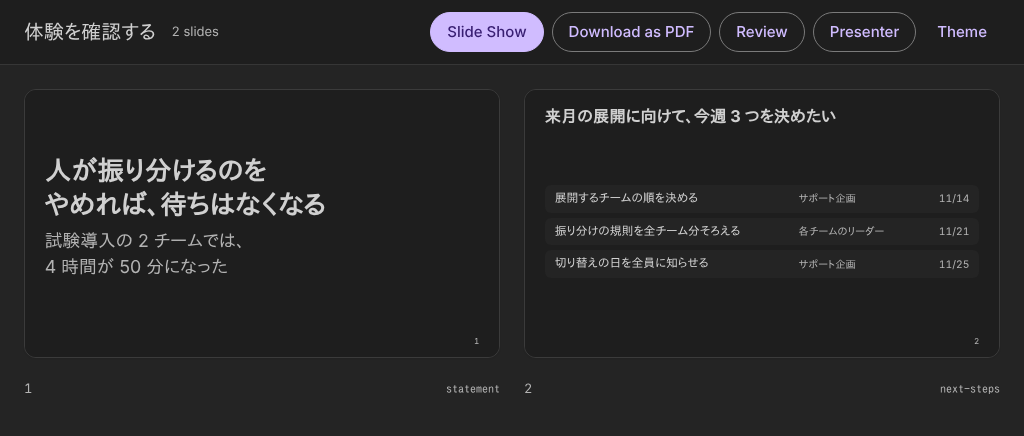 体験を確認する 2 slides Slide Show Download as PDF Review Presenter Theme
人が振り分けるのを
やめれば、待ちはなくなる
試験導入の 2 チームでは、
4 時間が 50 分になった
1
1 statement
来月の展開に向けて、今週 3 つを決めたい
展開するチームの順を決める サポート企画 11/14
振り分けの規則を全チーム分そろえる 各チームのリーダー 11/21
切り替えの日を全員に知らせる サポート企画 11/25
2
2 next-steps